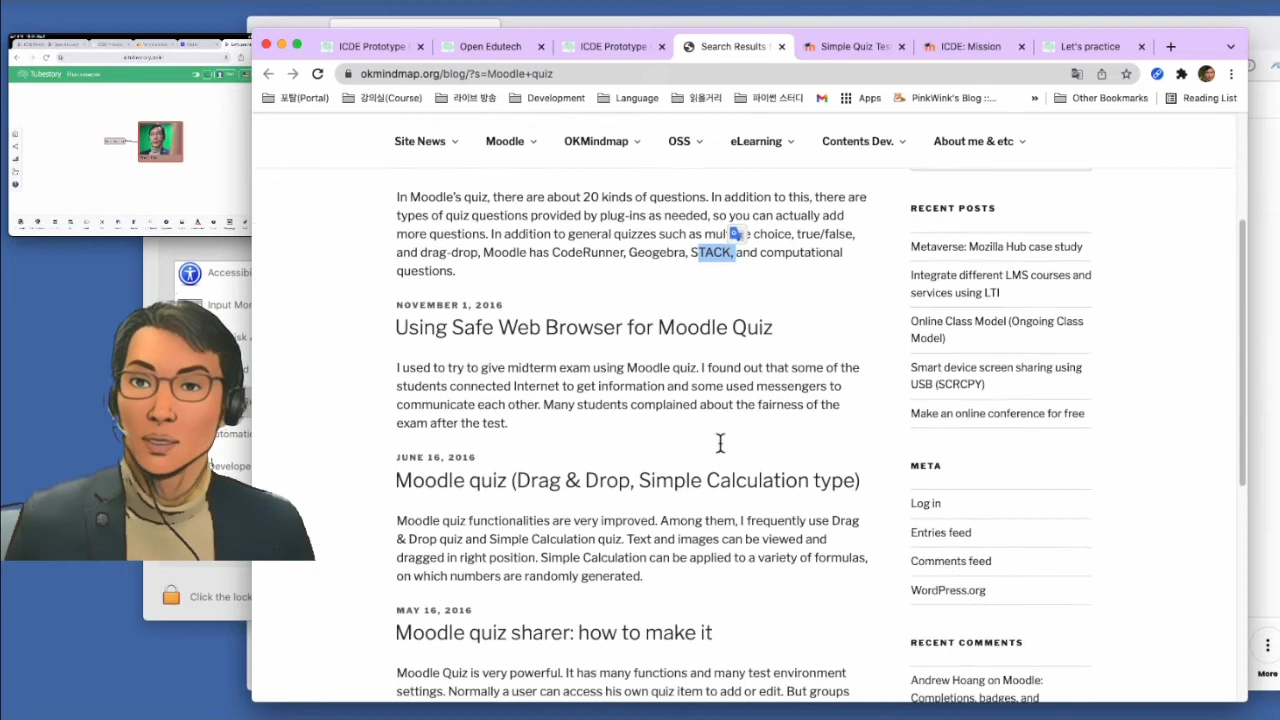 Tubestory
ICDE Prototype
Pro edutech
ICDE Prototype
Search Results
Simple Quiz Tes
ICDE: Mission
Let's practice
okmindmap.org/blog/?s=Moodle+quiz
포탈(Portal)
강의실(Course)
라이브 방송
Development
Language
읽을거리
파이썬 스터디
Apps
PinkWink's Blog ::...
»
Other Bookmarks
Reading List
Site News
Moodle
OKMindmap
OSS
eLearning
Contents Dev.
About me & etc
In Moodle's quiz, there are about 20 kinds of questions. In addition to this, there are
types of quiz questions provided by plug-ins as needed, so you can actually add
more questions. In addition to general quizzes such as mul e choice, true/false,
and drag-drop, Moodle has CodeRunner, Geogebra, STACK, and computational
questions.
NOVEMBER 1, 2016
Using Safe Web Browser for Moodle Quiz
I used to try to give midterm exam using Moodle quiz. I found out that some of the
students connected Internet to get information and some used messengers to
communicate each other. Many students complained about the fairness of the
exam after the test.
JUNE 16, 2016
Moodle quiz (Drag & Drop, Simple Calculation type)
Moodle quiz functionalities are very improved. Among them, I frequently use Drag
& Drop quiz and Simple Calculation quiz. Text and images can be viewed and
dragged in right position. Simple Calculation can be applied to a variety of formulas,
on which numbers are randomly generated.
MAY 16, 2016
Moodle quiz sharer: how to make it
Moodle Quiz is very powerful. It has many functions and many test environment
settings. Normally a user can access his own quiz item to add or edit. But groups
RECENT POSTS
Metaverse: Mozilla Hub case study
Integrate different LMS courses and
services using LTI
Online Class Model (Ongoing Class
Model)
Smart device screen sharing using
USB (SCRCPY)
Make an online conference for free
META
Log in
Entries feed
Comments feed
WordPress.org
RECENT COMMENTS
Andrew Hoang on Moodle:
Completions, badges, and
Accessibi
Input Mon
isk A
utomatic
evelope
Click the lock
More